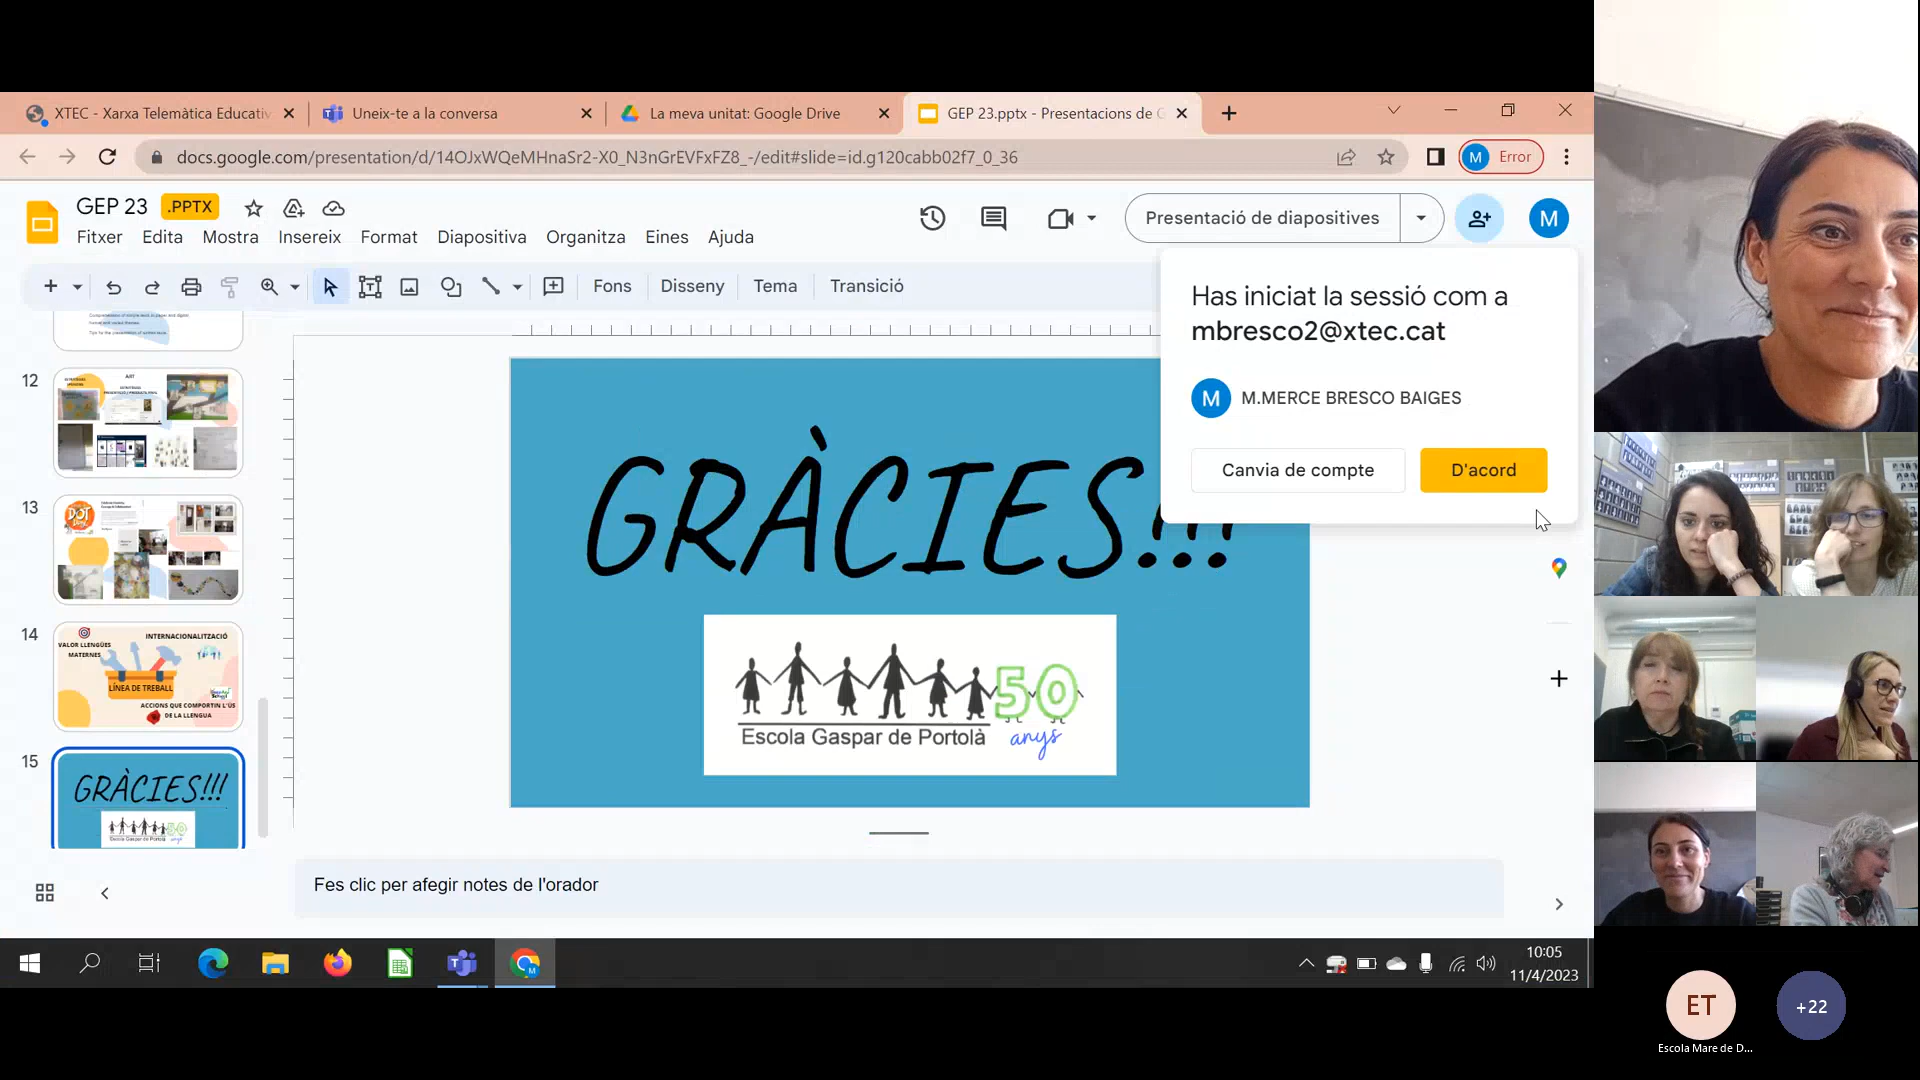 XTEC - Xarxa Telemàtica Educativ
Uneix-te a la conversa
La meva unitat: Google Drive
GEP 23.pptx - Presentacions de G
docs.google.com/presentation/d/14OJxWQeMHnaSr2-X0_N3nGrEVFxFZ8_-/edit#slide=id.g120cabb02f7_0_36
M Error
GEP 23 .PPTX
Fitxer Edita Mostra Insereix Format Diapositiva Organitza Eines Ajuda
Presentació de diapositives
M
Fons Disseny Tema Transició
Has iniciat la sessió com a
mbresco2@xtec.cat
M M.MERCE BRESCO BAIGES
Canvia de compte D'acord
12
ART
13
DOT
DAY
14
VALOR LLENGÜES
MATERNES
INTERNACIONALITZACIÓ
LÍNEA DE TREBALL
ACCIONS QUE COMPORTIN L'ÚS
DE LA LLENGUA
15
GRÀCIES!!!
50
GRÀCIES!!!
50
Escola Gaspar de Portolà anys
Fes clic per afegir notes de l'orador
10:05
11/4/2023
ET
Escola Mare de D...
+22